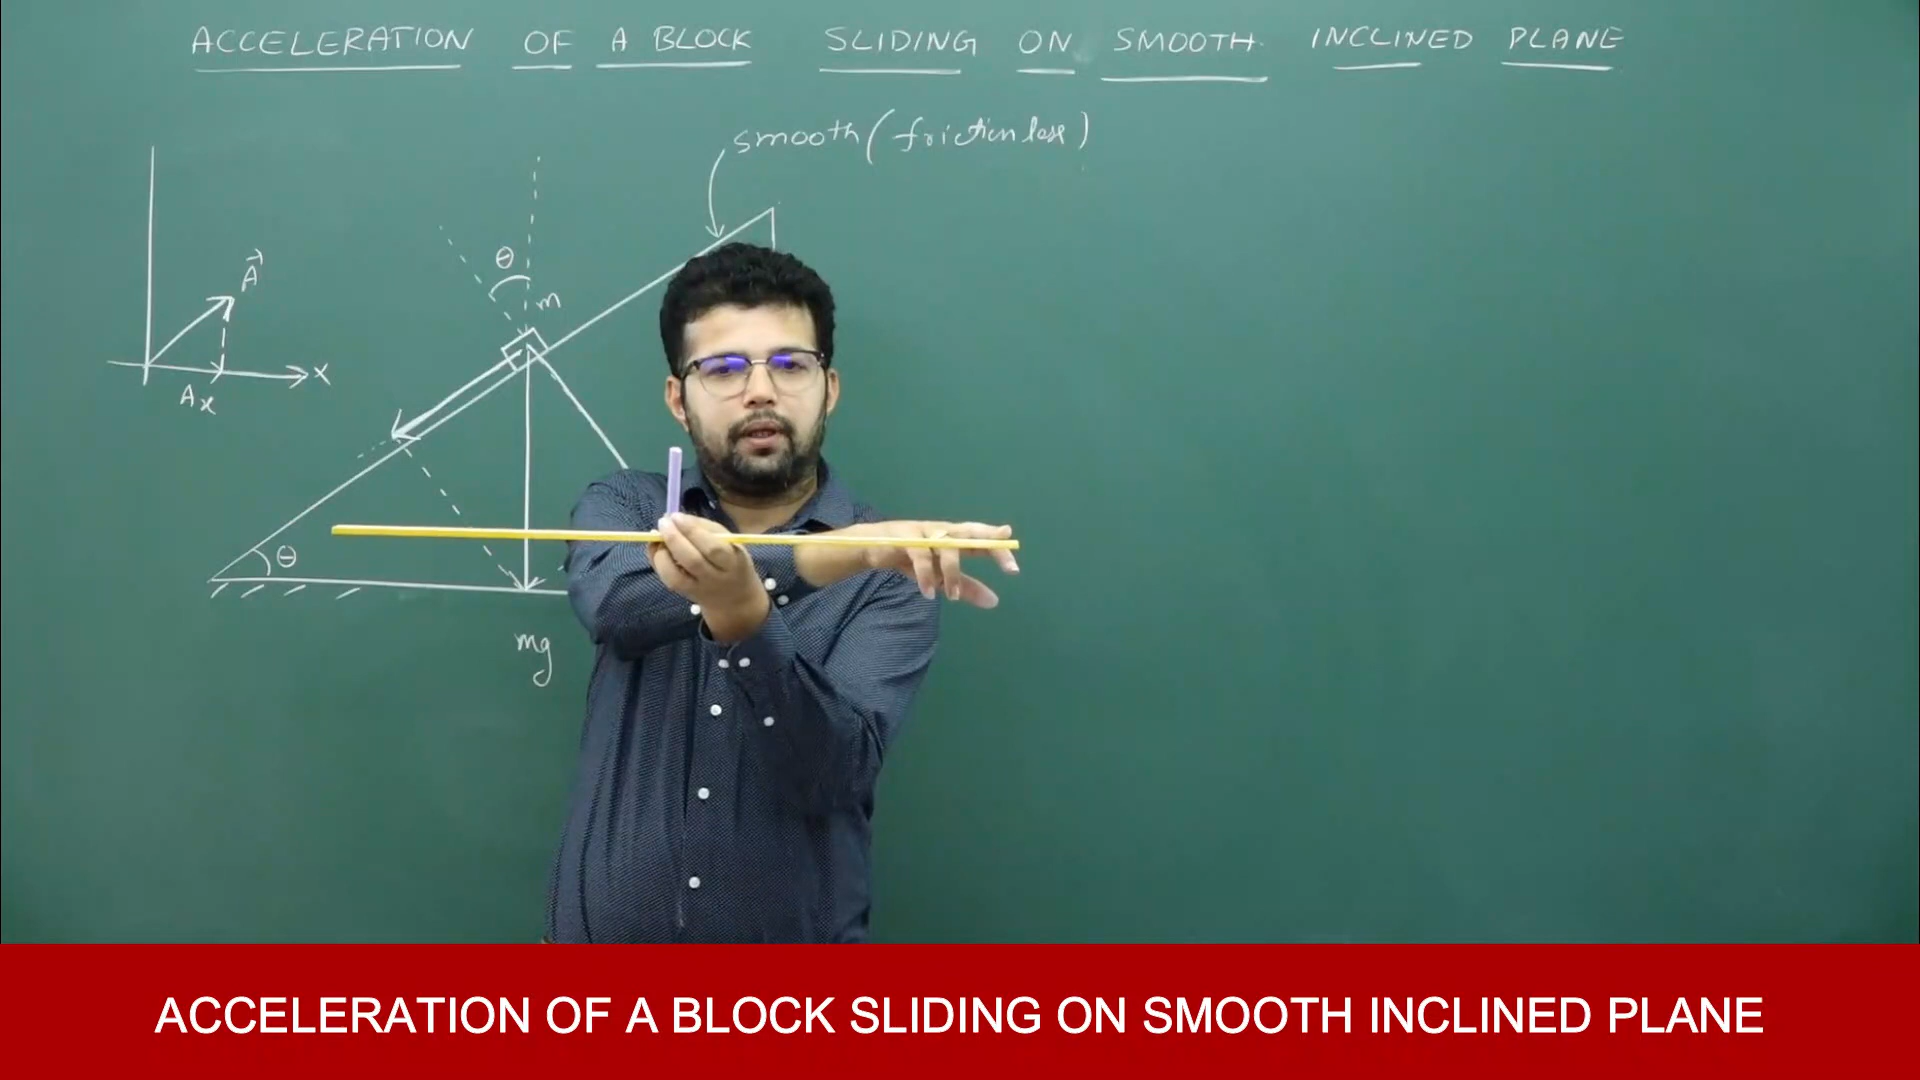 ACCELERATION OF A BLOCK SLIDING ON SMOOTH INCLINED PLANE
smooth (frictionless)
A
θ
m
x
Ax
θ
mg
ACCELERATION OF A BLOCK SLIDING ON SMOOTH INCLINED PLANE